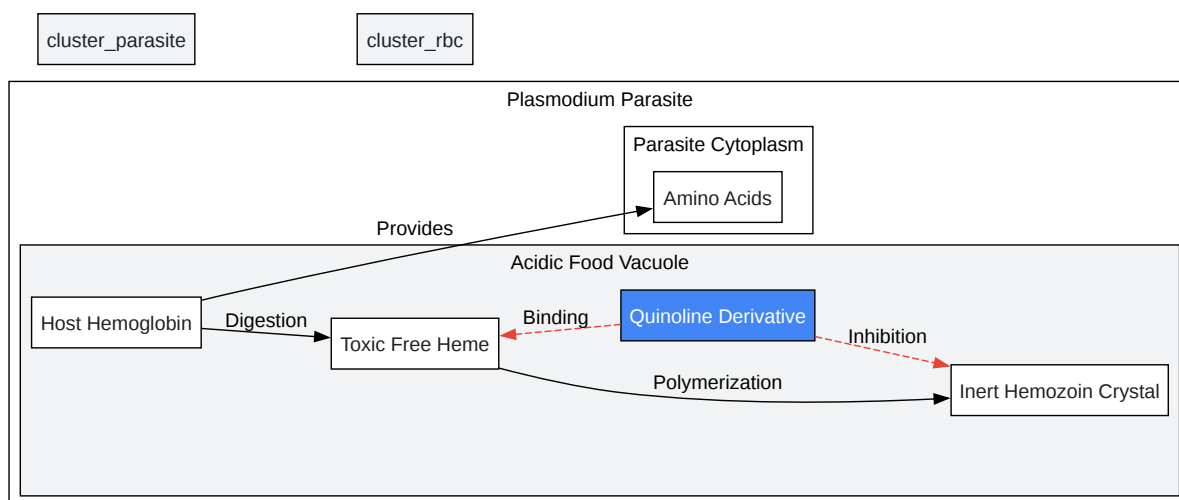 cluster_parasite
cluster_rbc
Plasmodium Parasite
Parasite Cytoplasm
Amino Acids
Provides
Acidic Food Vacuole
Host Hemoglobin
Digestion
Toxic Free Heme
Binding
Quinoline Derivative
Inhibition
Polymerization
Inert Hemozoin Crystal